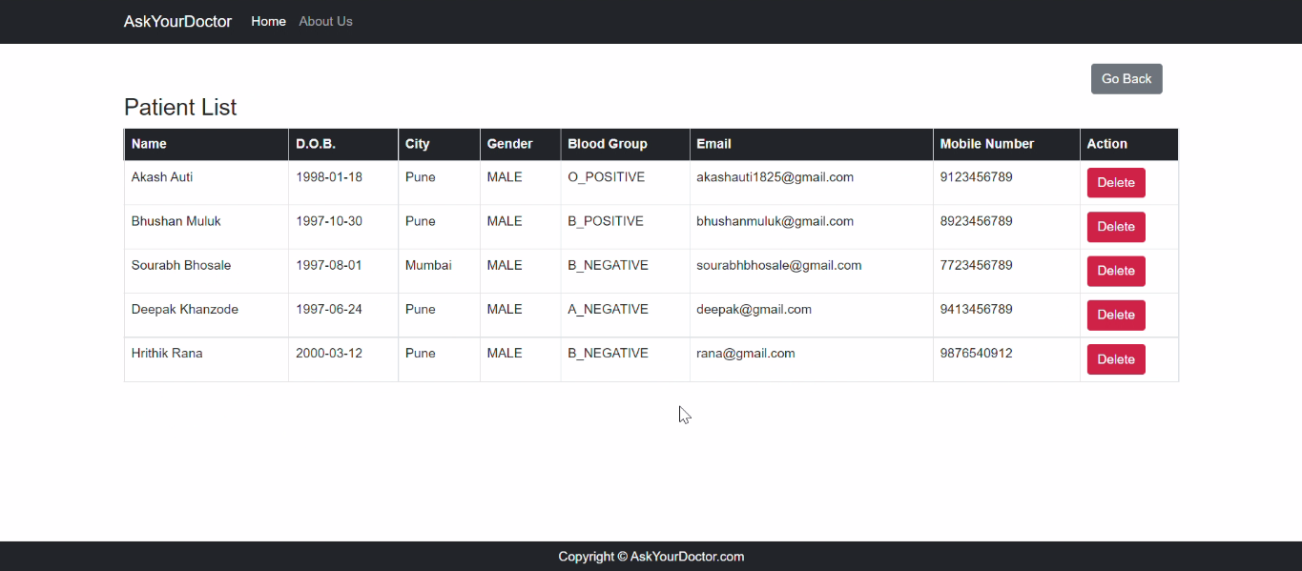 AskYourDoctor Home About Us
Go Back
Patient List
Name D.O.B. City Gender Blood Group Email Mobile Number Action
Akash Auti 1998-01-18 Pune MALE O_POSITIVE akashauti1825@gmail.com 9123456789 Delete
Bhushan Muluk 1997-10-30 Pune MALE B_POSITIVE bhushanmuluk@gmail.com 8923456789 Delete
Sourabh Bhosale 1997-08-01 Mumbai MALE B_NEGATIVE sourabhbhosale@gmail.com 7723456789 Delete
Deepak Khanzode 1997-06-24 Pune MALE A_NEGATIVE deepak@gmail.com 9413456789 Delete
Hrithik Rana 2000-03-12 Pune MALE B_NEGATIVE rana@gmail.com 9876540912 Delete
Copyright © AskYourDoctor.com